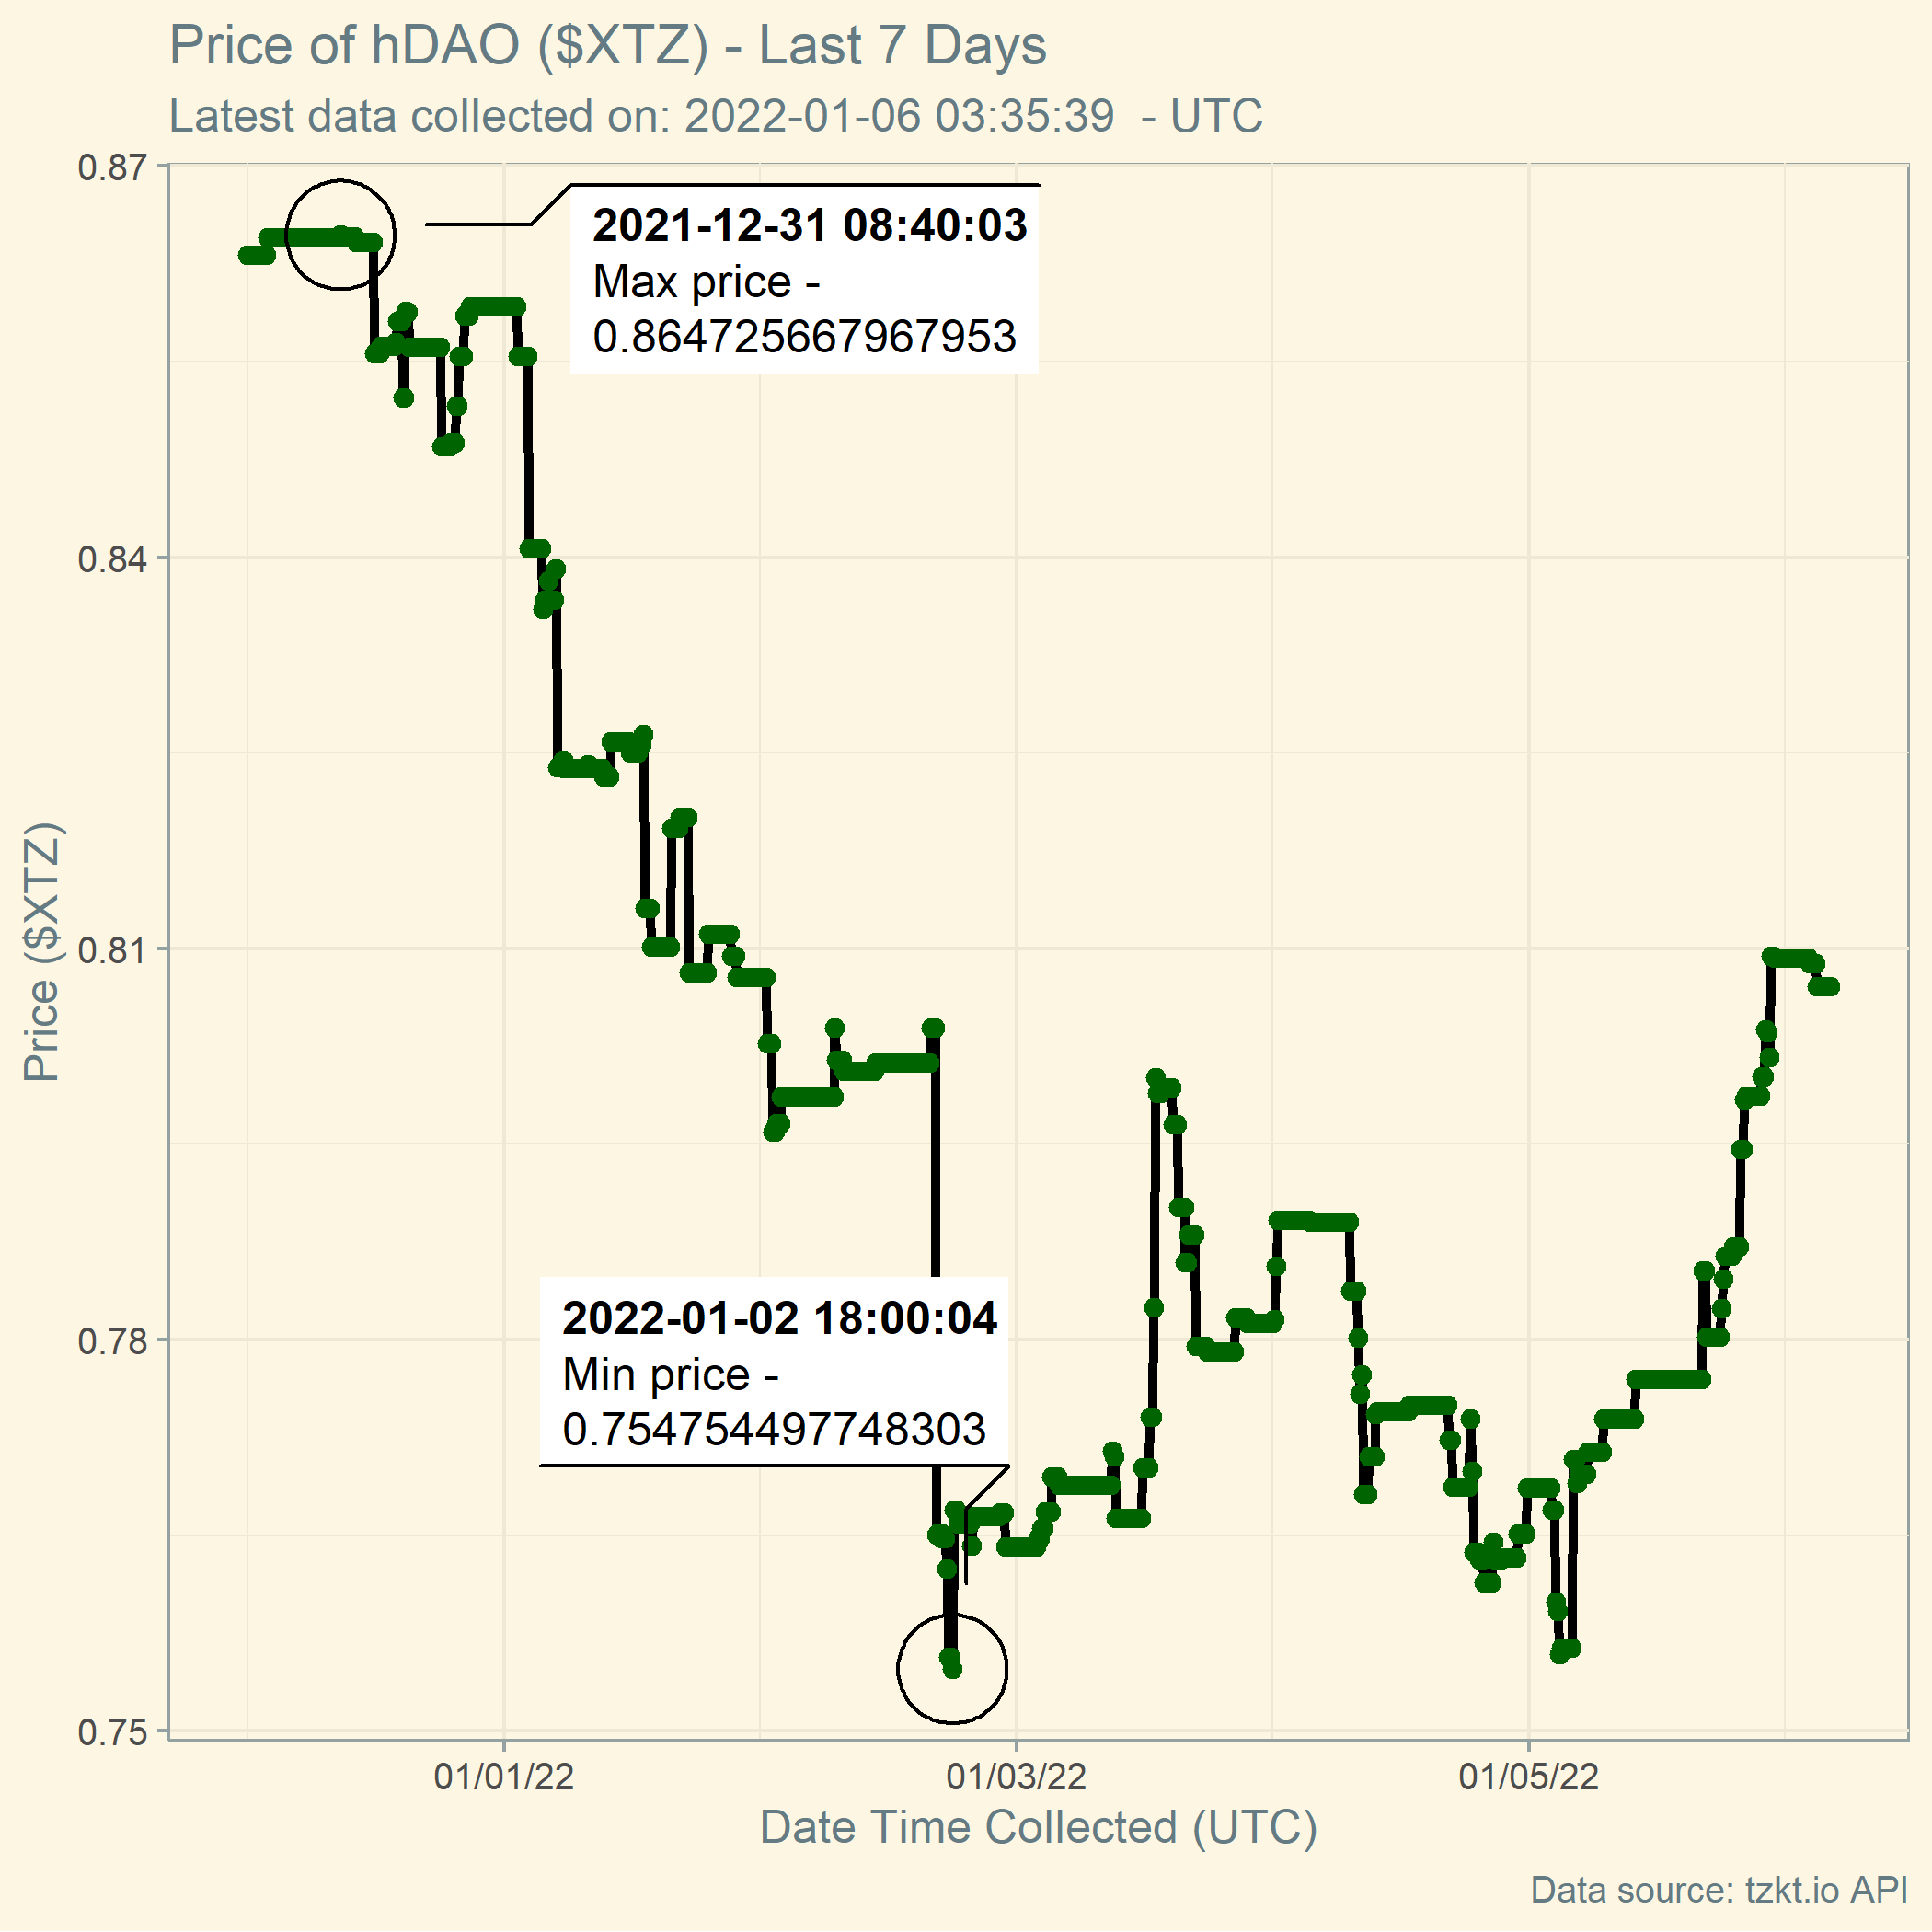 Price of hDAO ($XTZ) - Last 7 Days
Latest data collected on: 2022-01-06 03:35:39  - UTC
0.87
0.84
0.81
0.78
0.75
Price ($XTZ)
2021-12-31 08:40:03
Max price -
0.864725667967953
2022-01-02 18:00:04
Min price -
0.754754497748303
01/01/22
01/03/22
01/05/22
Date Time Collected (UTC)
Data source: tzkt.io API